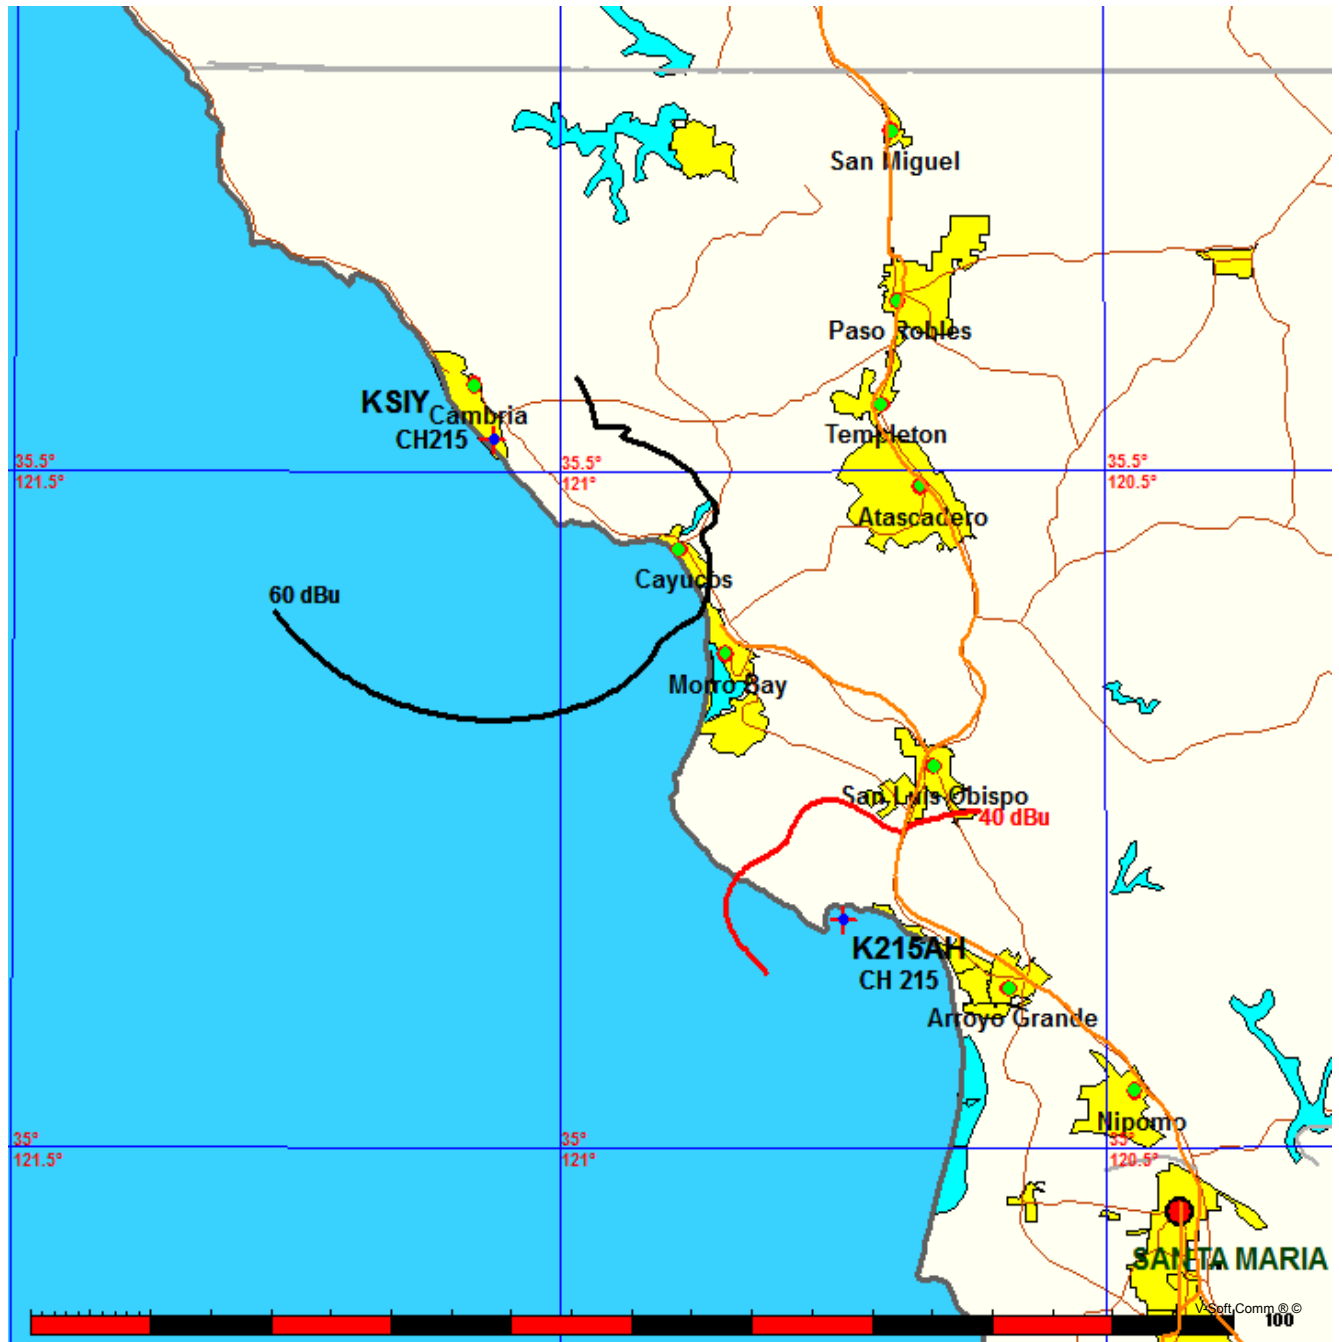 San Miguel
Paso Robles
KSIY
Cambria
CH215
Templeton
35.5°
121.5°
35.5°
121°
35.5°
120.5°
Atascadero
Cayucos
60 dBu
Morro Bay
San Luis Obispo
40 dBu
K215AH
CH 215
Arroyo Grande
Nipomo
35°
121.5°
35°
121°
35°
120.5°
SANTA MARIA
V-Soft Comm ® ©
100